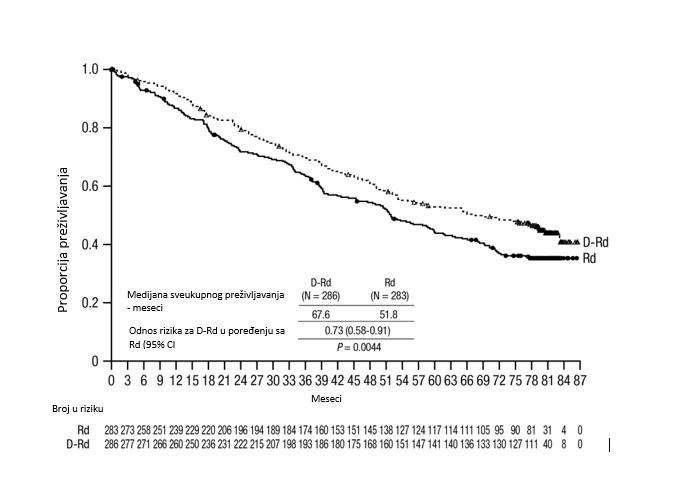 1.0
0.8
0.6
0.4
0.2
0
Proporcija preživljavanja
D-Rd
Rd
D-Rd Rd
(N = 286) (N = 283)
Medijana sveukupnog preživljavanja
- meseci
67.6 51.8
Odnos rizika za D-Rd u poređenju sa
Rd (95% CI
0.73 (0.58-0.91)
P = 0.0044
0 3 6 9 12 15 18 21 24 27 30 33 36 39 42 45 48 51 54 57 60 63 66 69 72 75 78 81 84 87
Meseci
Broj u riziku
Rd 283 273 258 251 239 229 220 206 196 194 189 184 174 160 153 151 145 138 127 124 117 114 111 105 95 90 81 31 4 0
D-Rd 286 277 271 266 260 250 236 231 222 215 207 198 193 186 180 175 168 160 151 147 141 140 136 133 130 127 111 40 8 0